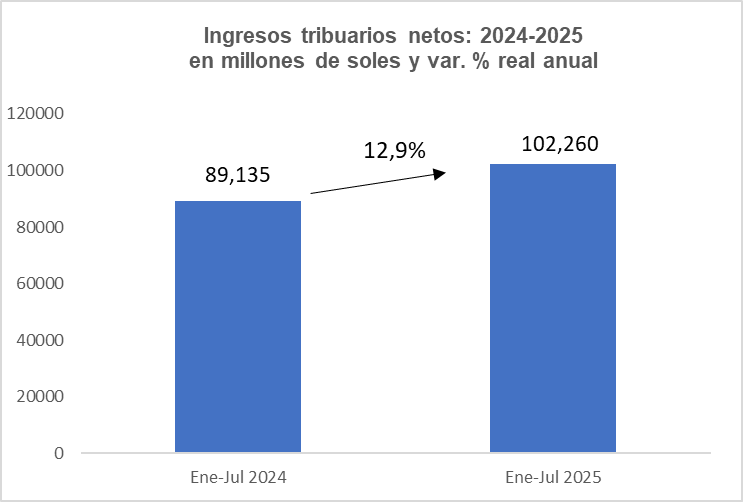 Ingresos tribuarios netos: 2024-2025
en millones de soles y var. % real anual
120000
100000
80000
60000
40000
20000
0
89,135
12,9%
102,260
Ene-Jul 2024
Ene-Jul 2025